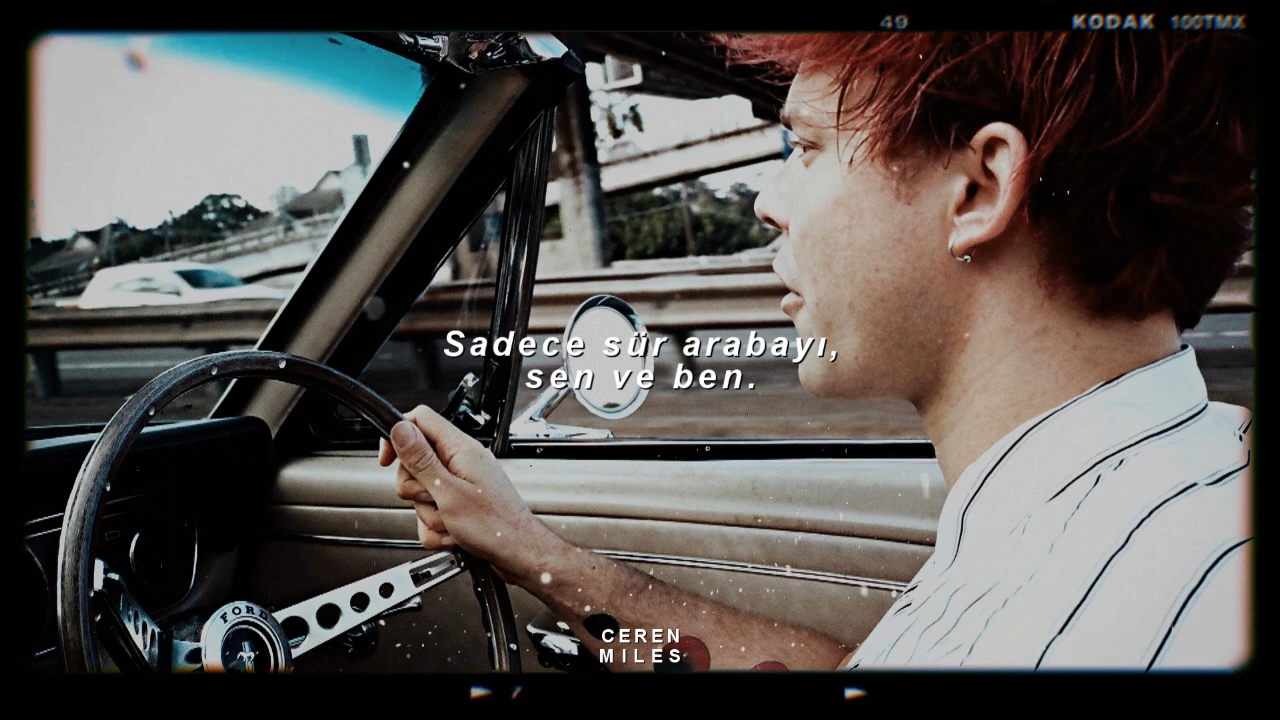 49 KODAK 100TMX
Sadece sür arabayı,
sen ve ben.
FORD
CEREN
MILES